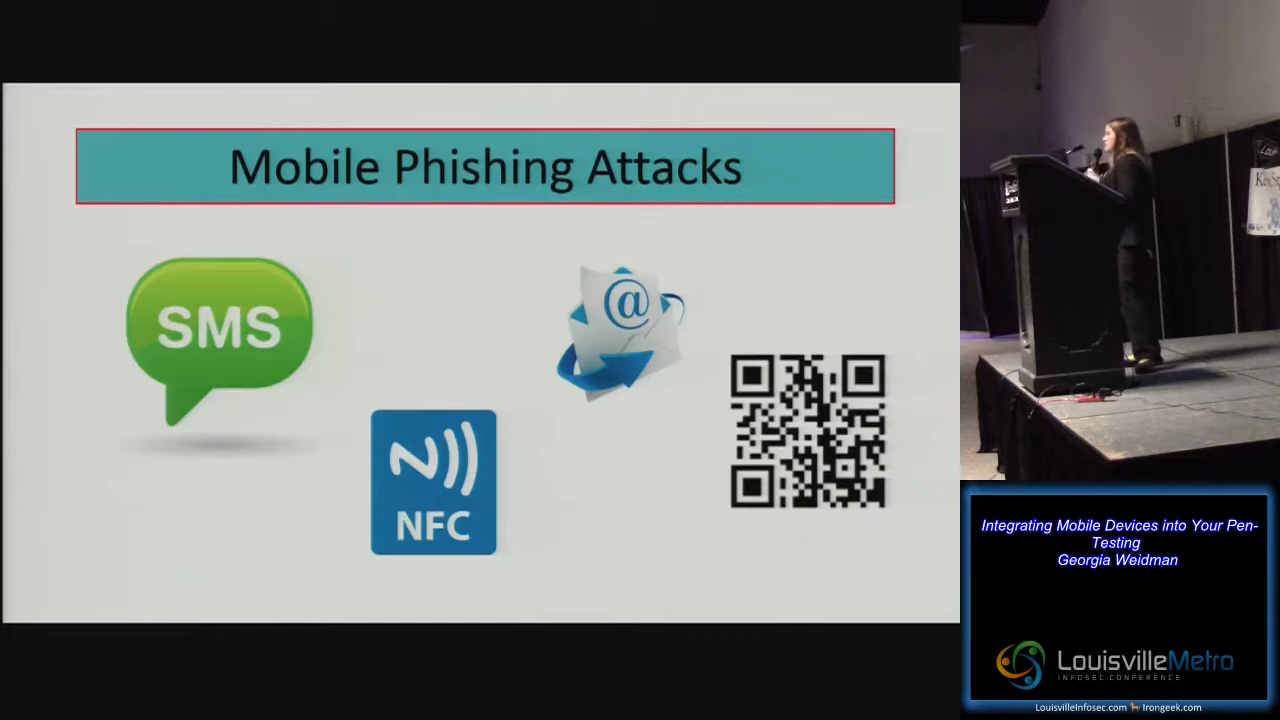 Mobile Phishing Attacks
SMS
@
NFC
Integrating Mobile Devices into Your Pen-
Testing
Georgia Weidman
LouisvilleMetro
INFOSEC CONFERENCE
LouisvilleInfosec.com Irongeek.com